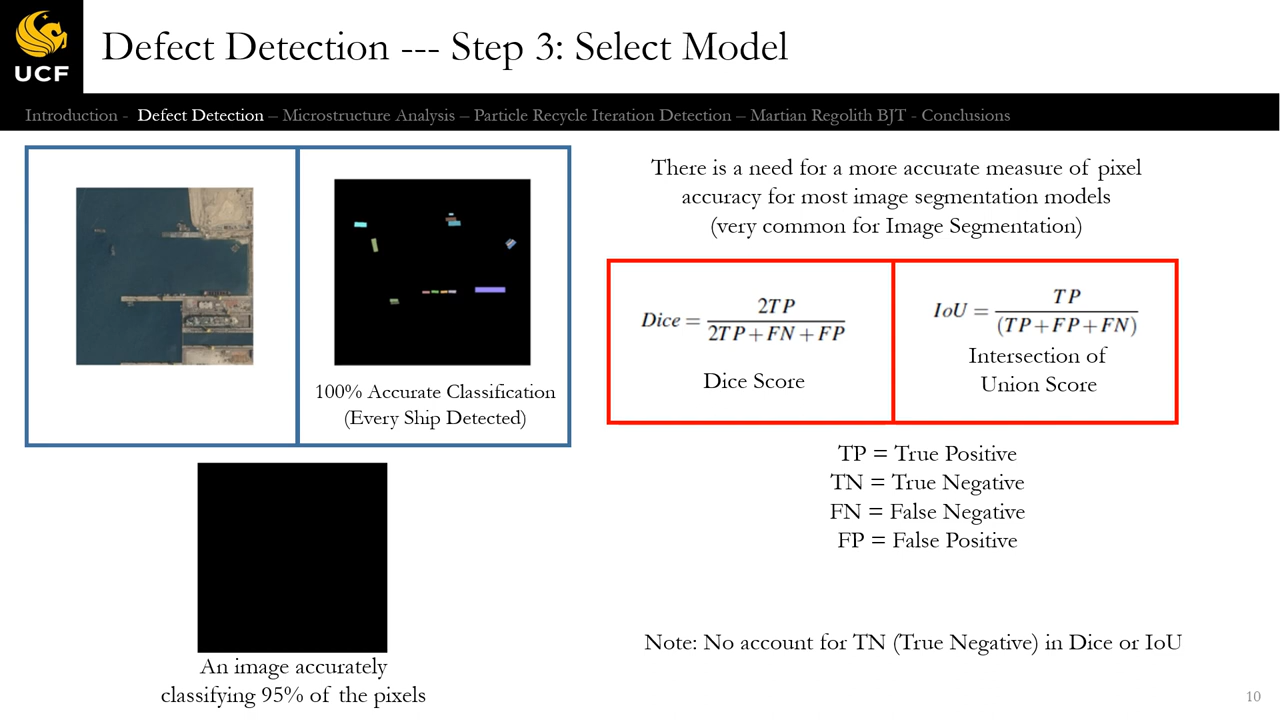 UCF
Defect Detection --- Step 3: Select Model
Introduction - Defect Detection – Microstructure Analysis – Particle Recycle Iteration Detection – Martian Regolith BJT - Conclusions
100% Accurate Classification
(Every Ship Detected)
An image accurately
classifying 95% of the pixels
There is a need for a more accurate measure of pixel
accuracy for most image segmentation models
(very common for Image Segmentation)
Dice = 2TP / 2TP + FN + FP
Dice Score
IoU = TP / (TP + FP + FN)
Intersection of
Union Score
TP = True Positive
TN = True Negative
FN = False Negative
FP = False Positive
Note: No account for TN (True Negative) in Dice or IoU
10